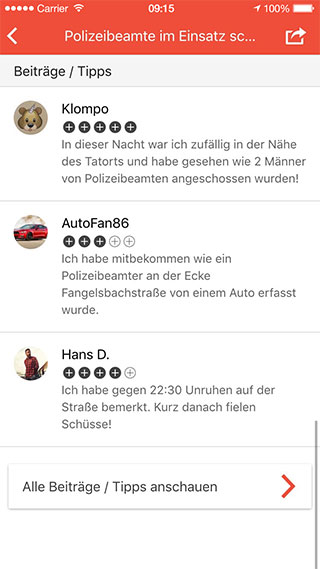 Carrier 09:15 100%
Polizeibeamte im Einsatz sc...
Beiträge / Tipps
Klompo
In dieser Nacht war ich zufällig in der Nähe
des Tatorts und habe gesehen wie 2 Männer
von Polizeibeamten angeschossen wurden!
AutoFan86
Ich habe mitbekommen wie ein
Polizeibeamter an der Ecke
Fangelsbachstraße von einem Auto erfasst
wurde.
Hans D.
Ich habe gegen 22:30 Unruhen auf der
Straße bemerkt. Kurz danach fielen
Schüsse!
Alle Beiträge / Tipps anschauen